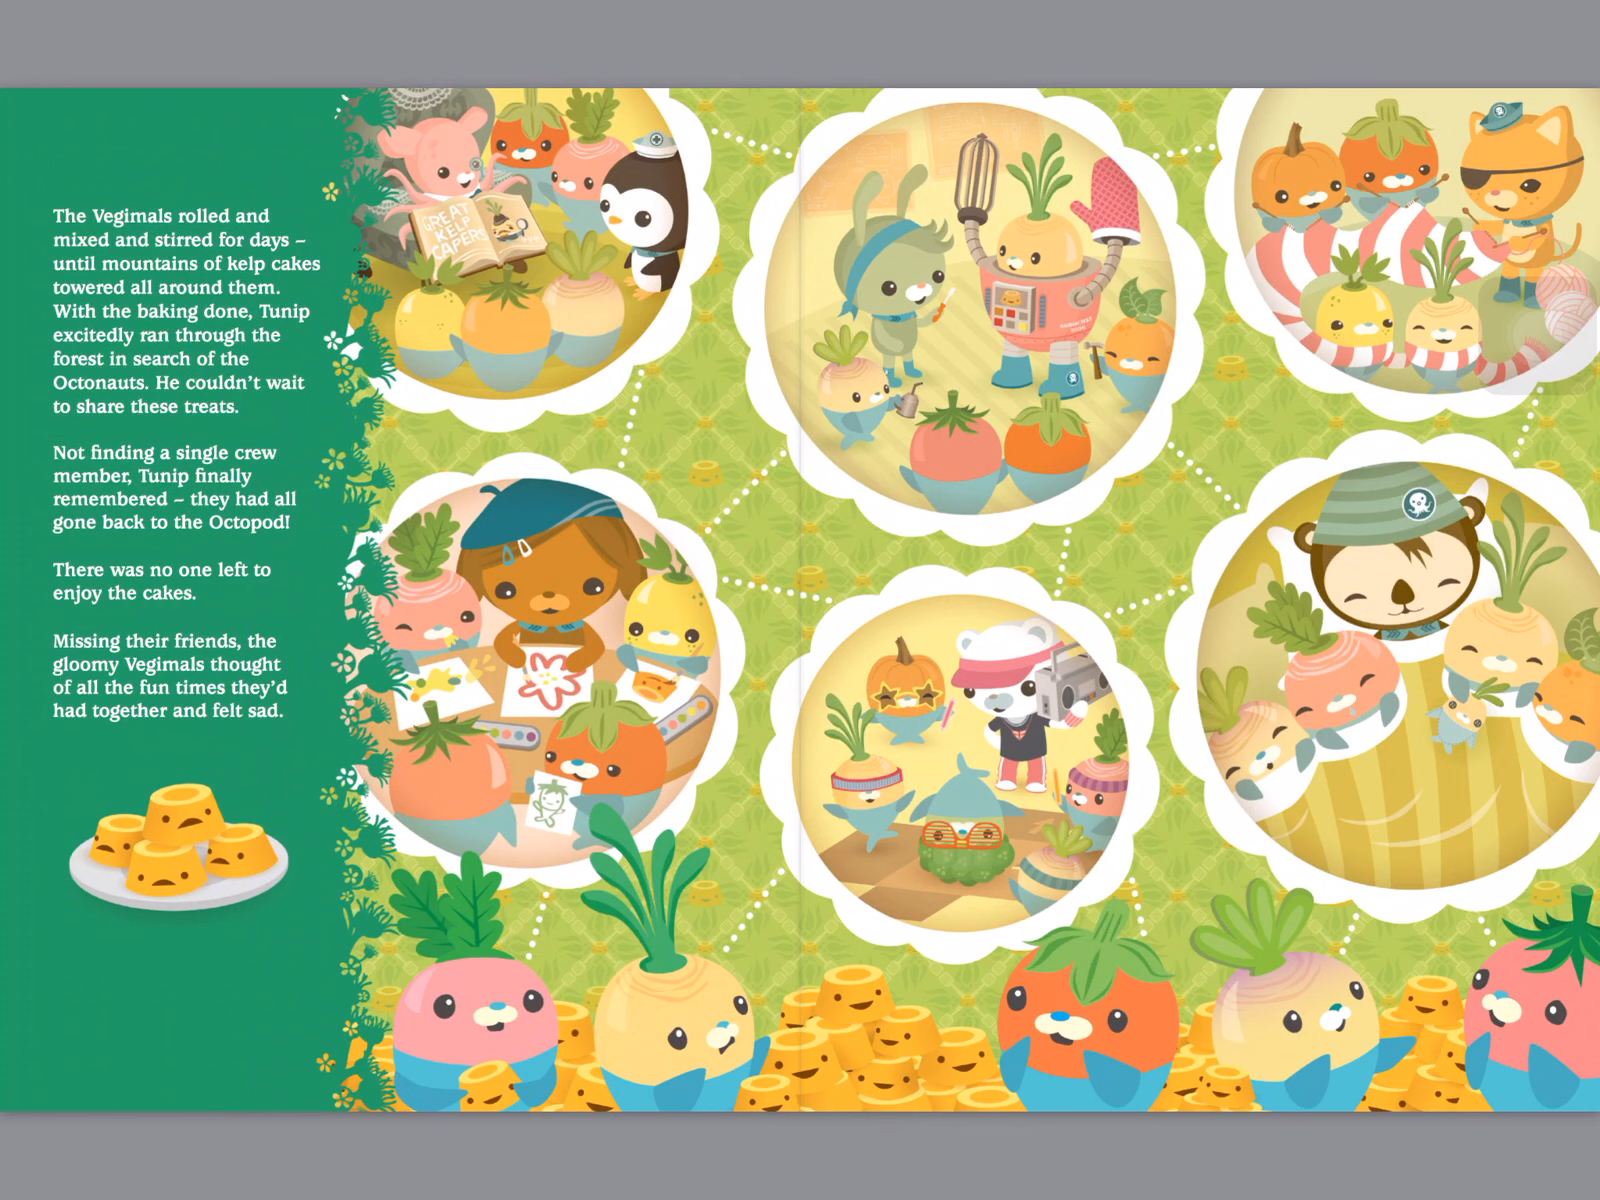 The Vegimals rolled and
mixed and stirred for days –
until mountains of kelp cakes
towered all around them.
With the baking done, Tunip
excitedly ran through the
forest in search of the
Octonauts. He couldn't wait
to share these treats.
Not finding a single crew
member, Tunip finally
remembered – they had all
gone back to the Octopod!
There was no one left to
enjoy the cakes.
Missing their friends, the
gloomy Vegimals thought
of all the fun times they'd
had together and felt sad.
GREAT
KELP
CAPERS